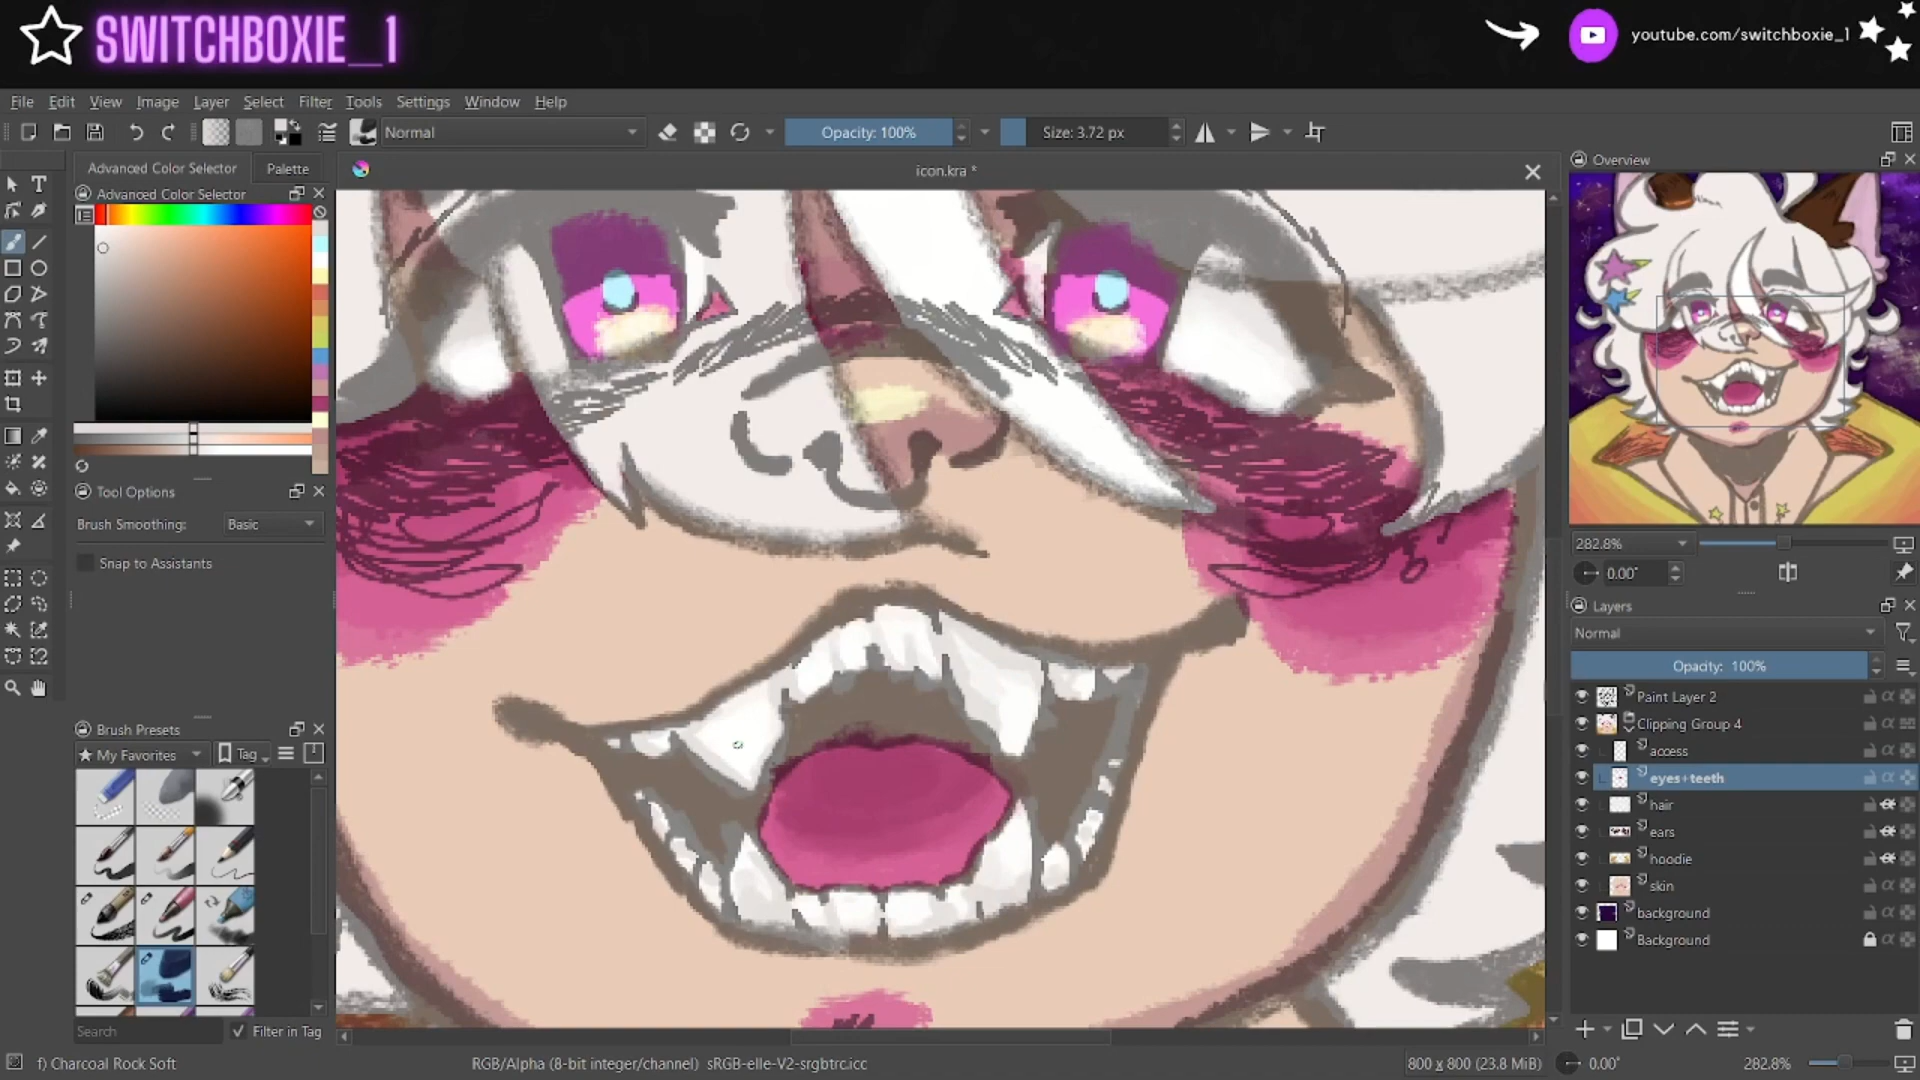 SWITCHBOXIE_1
youtube.com/switchboxie_1
File Edit View Image Layer Select Filter Tools Settings Window Help
Normal
Opacity: 100%
Size: 3.72 px
Advanced Color Selector
Palette
icon.kra *
Overview
Advanced Color Selector
Tool Options
Brush Smoothing:
Basic
Snap to Assistants
282.8%
0.00°
Layers
Normal
Opacity: 100%
Paint Layer 2
Clipping Group 4
access
eyes+teeth
hair
ears
hoodie
skin
background
Background
Brush Presets
My Favorites
Tag
Search
Filter in Tag
f) Charcoal Rock Soft
RGB/Alpha (8-bit integer/channel) sRGB-elle-V2-srgbtrc.icc
800 x 800 (23.8 MiB)
0.00°
282.8%